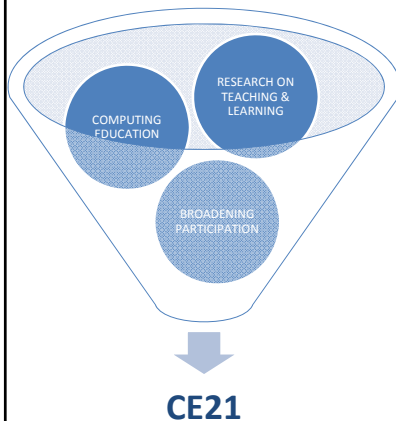 RESEARCH ON
TEACHING &
LEARNING
COMPUTING
EDUCATION
BROADENING
PARTICIPATION
CE21